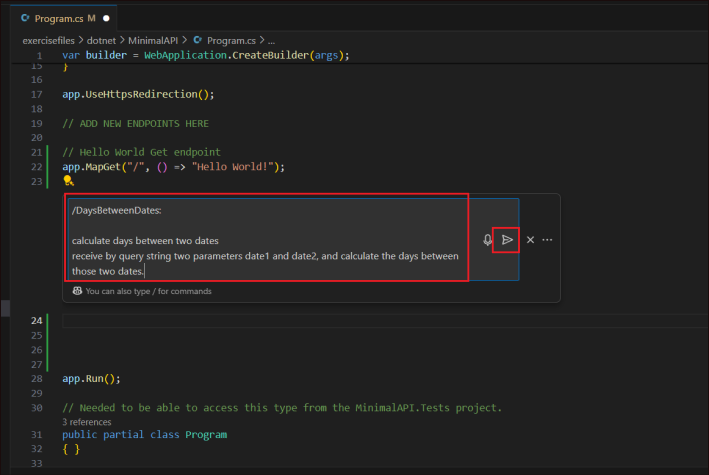 Program.cs M
exercisefiles > dotnet > MinimalAPI > Program.cs > ...
1 var builder = WebApplication.CreateBuilder(args);
15 }
16
17 app.UseHttpsRedirection();
18
19 // ADD NEW ENDPOINTS HERE
20
21 // Hello World Get endpoint
22 app.MapGet("/", () => "Hello World!");
23
/DaysBetweenDates:
calculate days between two dates
receive by query string two parameters date1 and date2, and calculate the days between
those two dates.
You can also type / for commands
24
25
26
27
28 app.Run();
29
30 // Needed to be able to access this type from the MinimalAPI.Tests project.
3 references
31 public partial class Program
32 { }
33